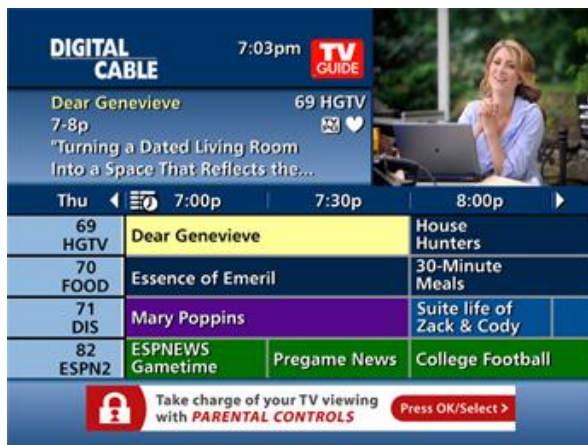 DIGITAL
CABLE
7:03pm
TV
GUIDE
Dear Genevieve
69 HGTV
7-8p
TV
PG
"Turning a Dated Living Room
Into a Space That Reflects the...
Thu 7:00p 7:30p 8:00p
69
HGTV
Dear Genevieve
House
Hunters
70
FOOD
Essence of Emeril
30-Minute
Meals
71
DIS
Mary Poppins
Suite life of
Zack & Cody
82
ESPN2
ESPNEWS
Gametime
Pregame News
College Football
Take charge of your TV viewing
with PARENTAL CONTROLS
Press OK/Select >